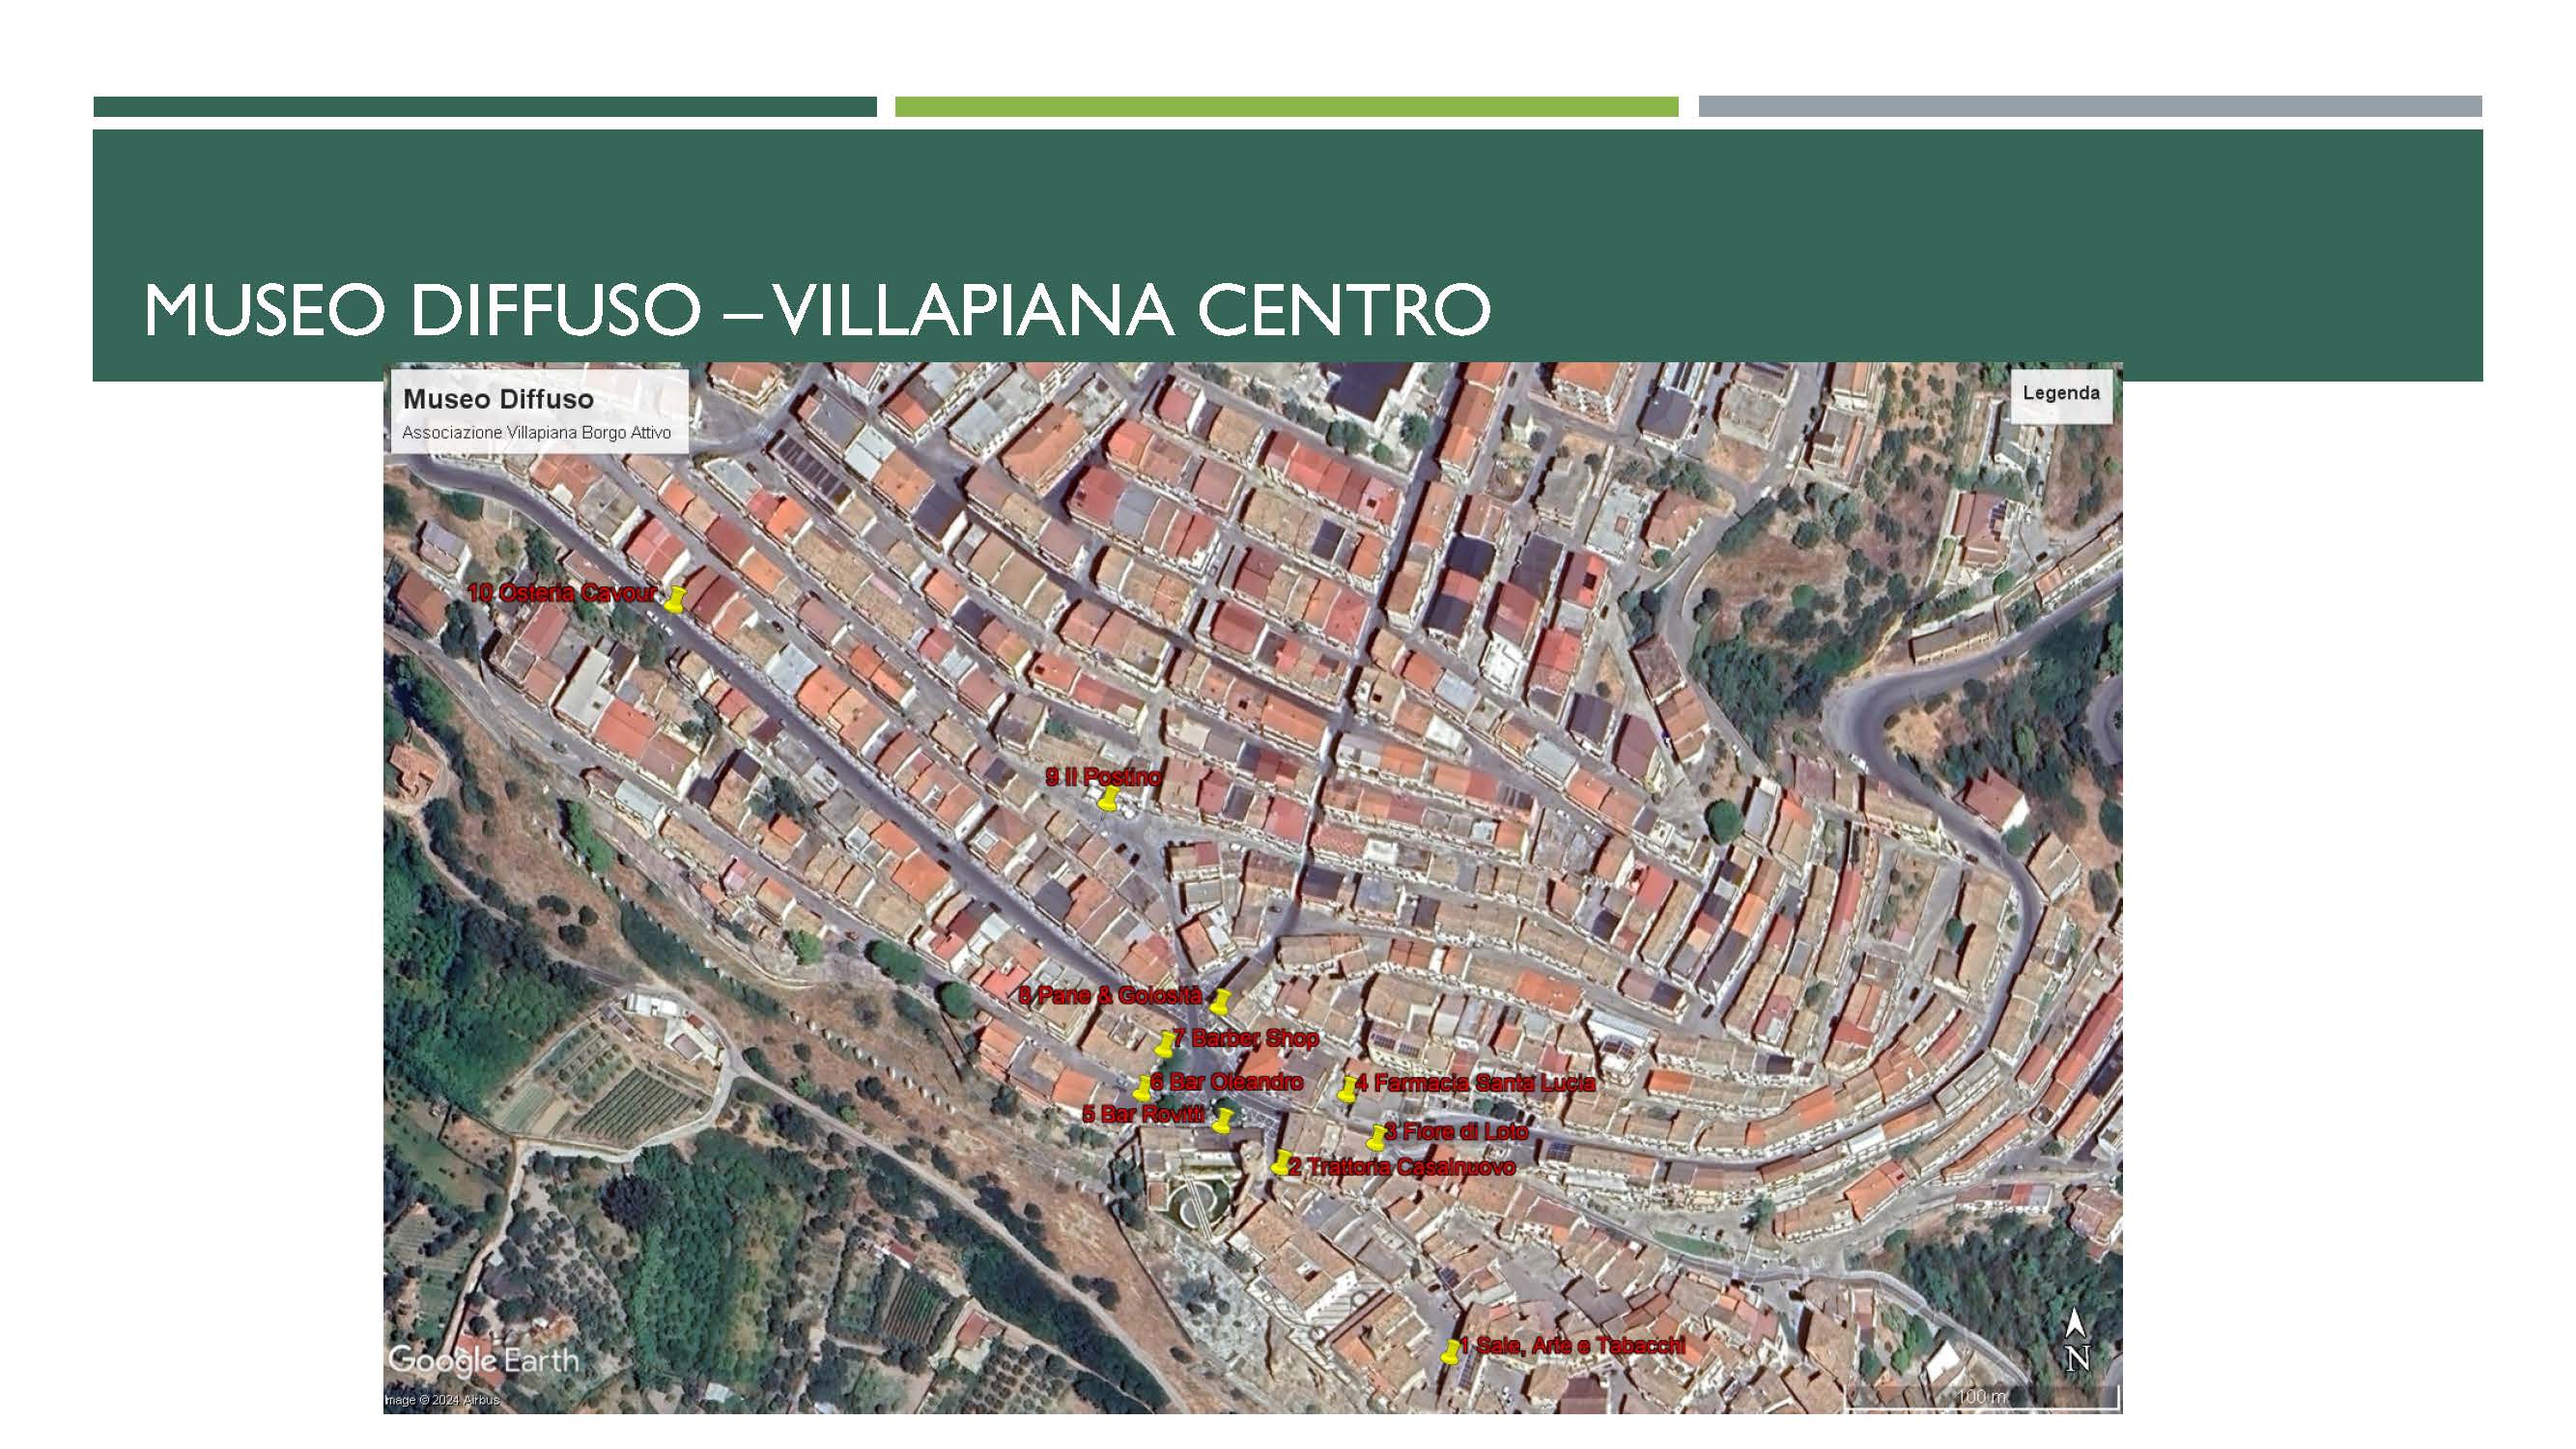 MUSEO DIFFUSO – VILLAPIANA CENTRO
Museo Diffuso
Associazione Villapiana Borgo Attivo
Legenda
10 Osteria Cavour
9 Il Postino
8 Pane & Golosità
7 Barber Shop
6 Bar Oleandro
4 Farmacia Santa Lucia
5 Bar Rovitti
3 Fiore di Loto
2 Trattoria Casalnuovo
1 Sale, Arte e Tabacchi
N
Google Earth
100 m
Image © 2024 Airbus